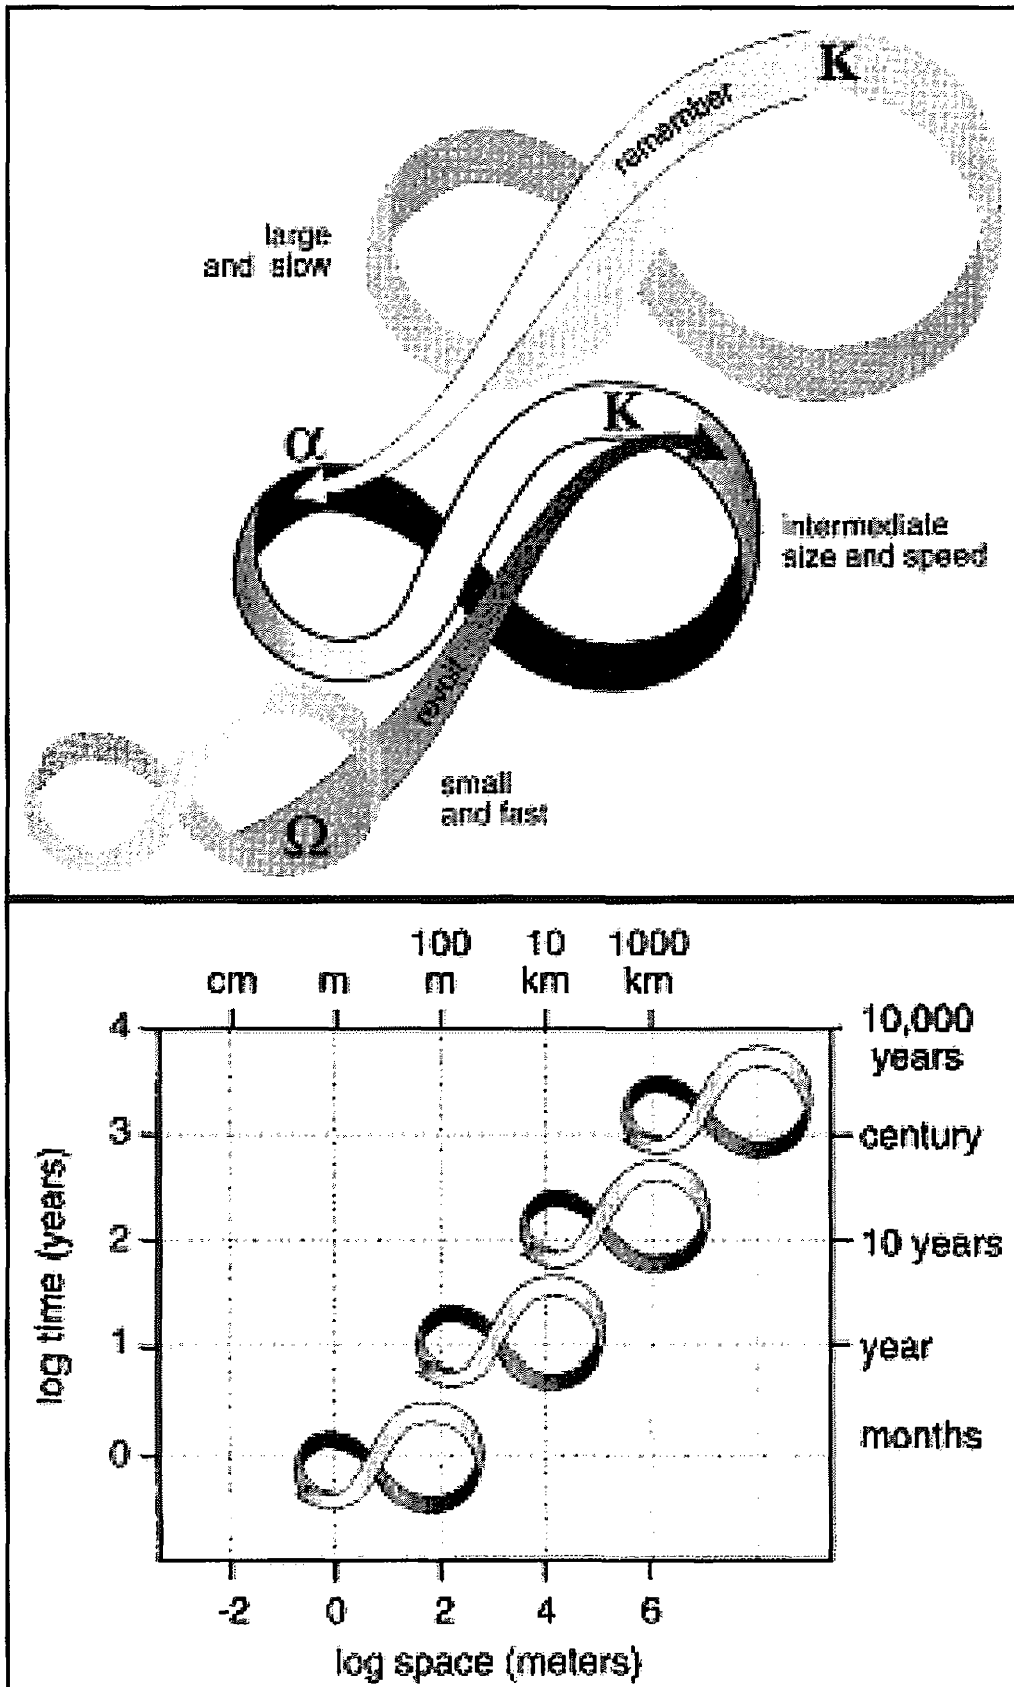 K
remember
large
and slow
α
K
intermediate
size and speed
revolt
small
and fast
Ω
100 10 1000
cm m m km km
4
10,000
years
3
century
2
10 years
1
year
0
months
log time (years)
-2 0 2 4 6
log space (meters)